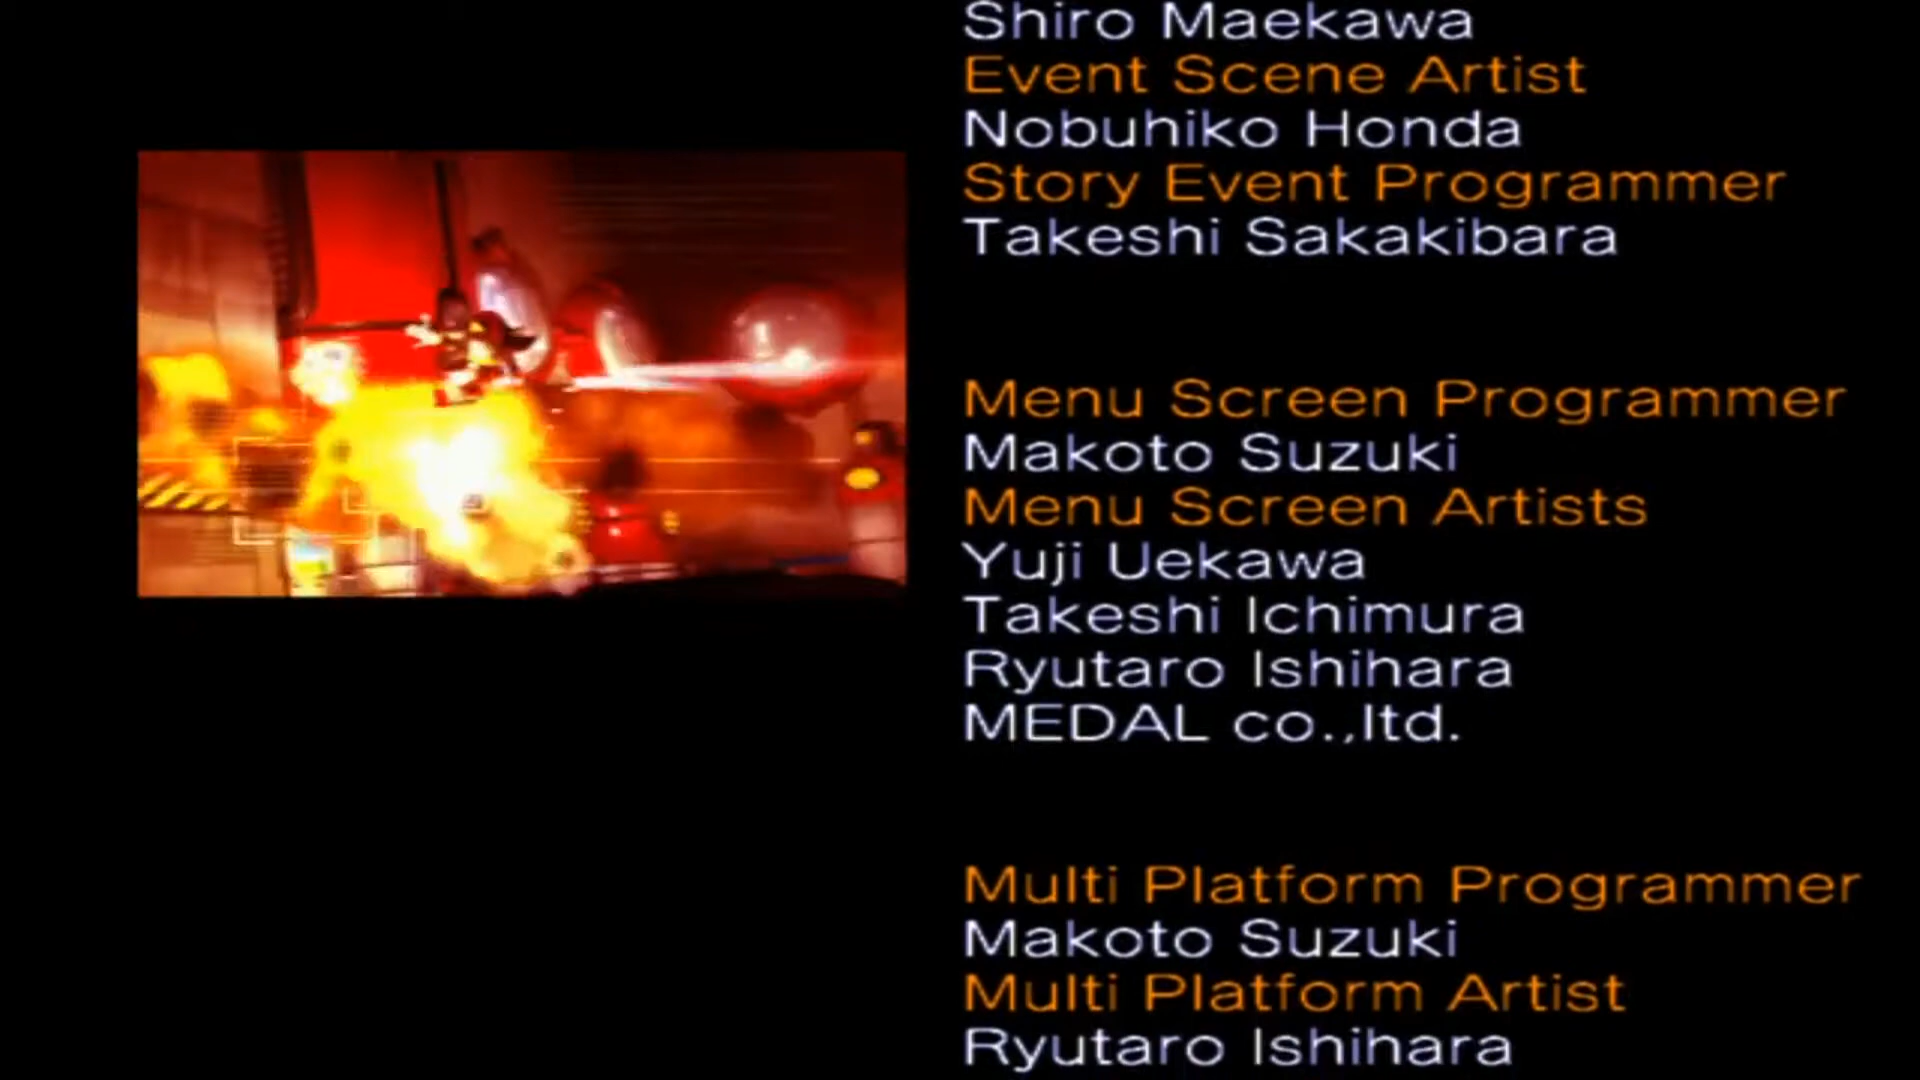 Shiro Maekawa
Event Scene Artist
Nobuhiko Honda
Story Event Programmer
Takeshi Sakakibara
Menu Screen Programmer
Makoto Suzuki
Menu Screen Artists
Yuji Uekawa
Takeshi Ichimura
Ryutaro Ishihara
MEDAL co.,ltd.
Multi Platform Programmer
Makoto Suzuki
Multi Platform Artist
Ryutaro Ishihara